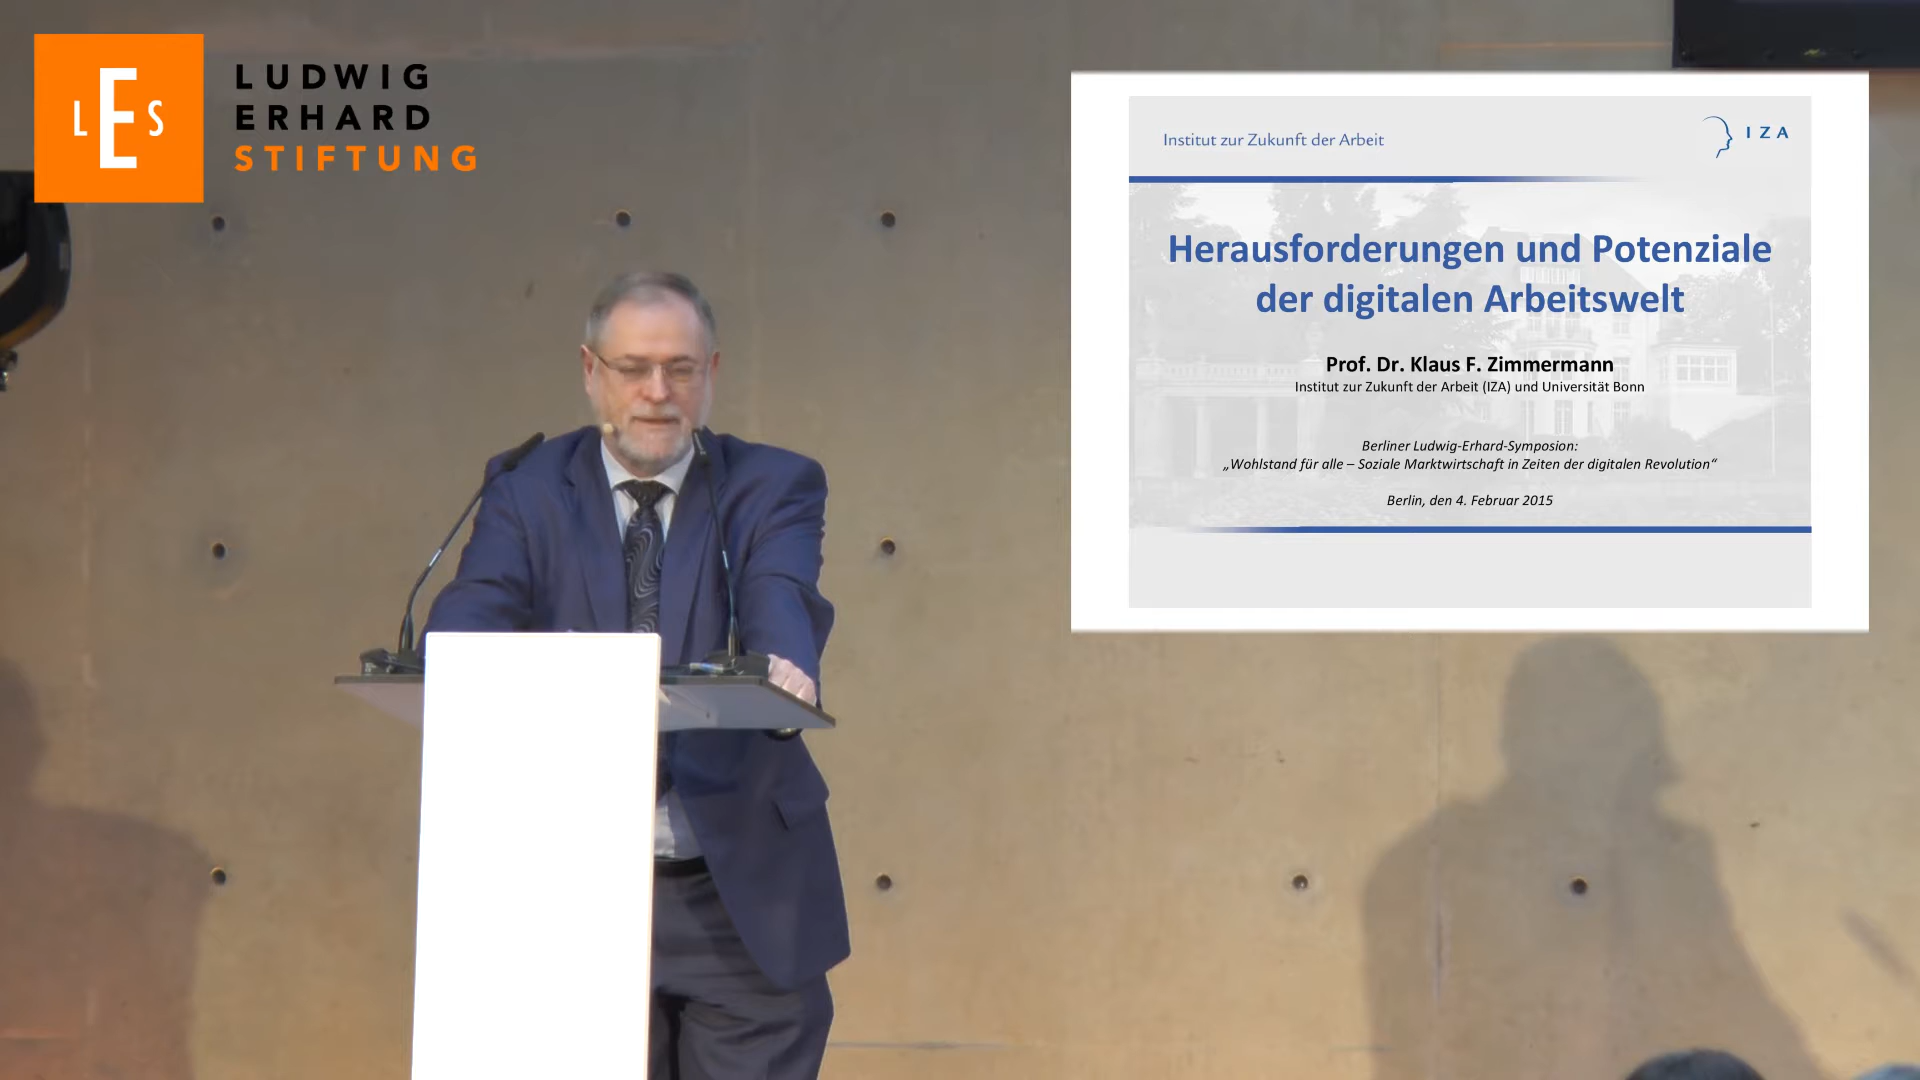 LES
LUDWIG
ERHARD
STIFTUNG
Institut zur Zukunft der Arbeit
IZA
Herausforderungen und Potenziale
der digitalen Arbeitswelt
Prof. Dr. Klaus F. Zimmermann
Institut zur Zukunft der Arbeit (IZA) und Universität Bonn
Berliner Ludwig-Erhard-Symposion:
„Wohlstand für alle – Soziale Marktwirtschaft in Zeiten der digitalen Revolution“
Berlin, den 4. Februar 2015